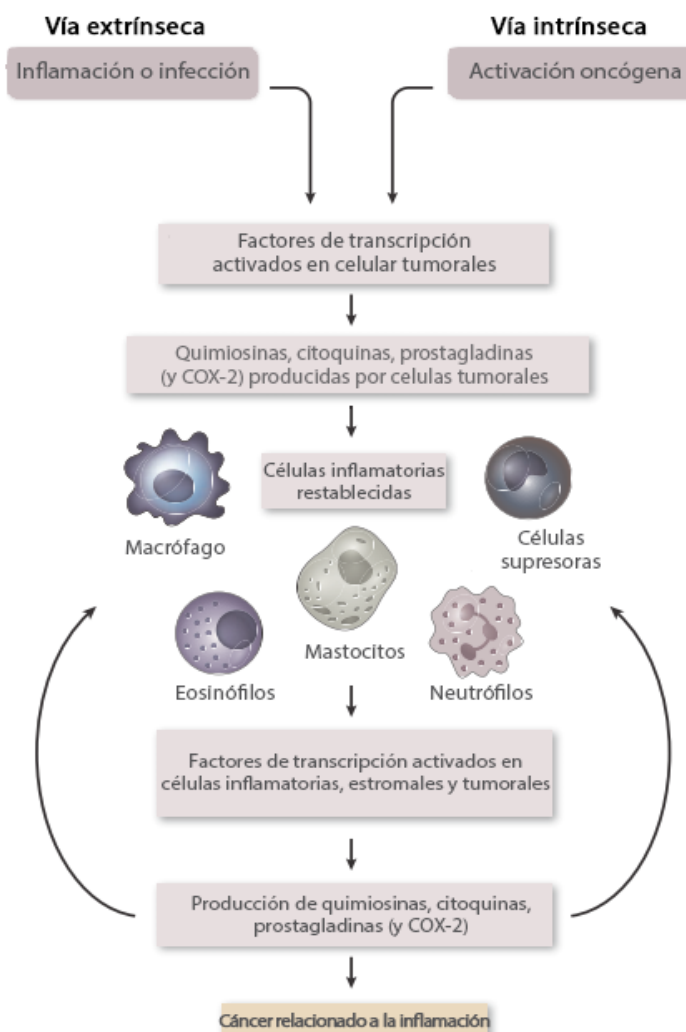 Vía extrínseca
Vía intrínseca
Inflamación o infección
Activación oncógena
Factores de transcripción
activados en celular tumorales
Quimiosinas, citoquinas, prostagladinas
(y COX-2) producidas por celulas tumorales
Células inflamatorias
restablecidas
Macrófago
Células
supresoras
Mastocitos
Eosinófilos
Neutrófilos
Factores de transcripción activados en
células inflamatorias, estromales y tumorales
Producción de quimiosinas, citoquinas,
prostagladinas (y COX-2)
Cáncer relacionado a la inflamación